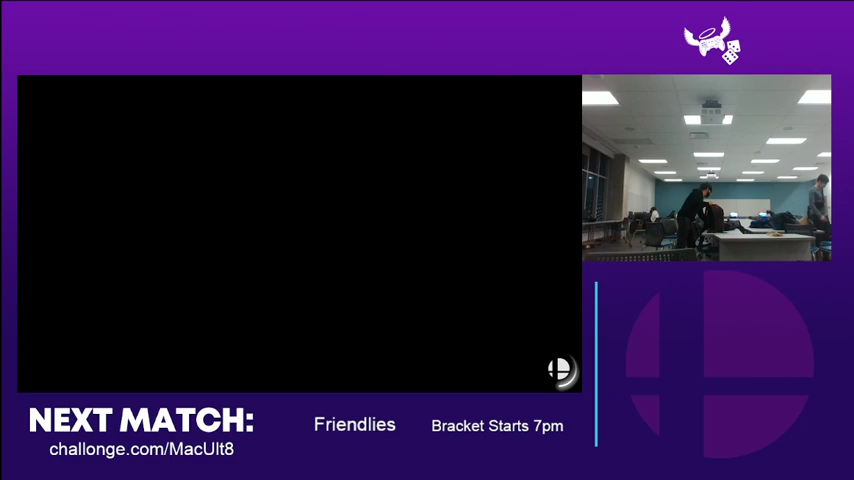 NEXT MATCH:
challonge.com/MacUlt8
Friendlies
Bracket Starts 7pm